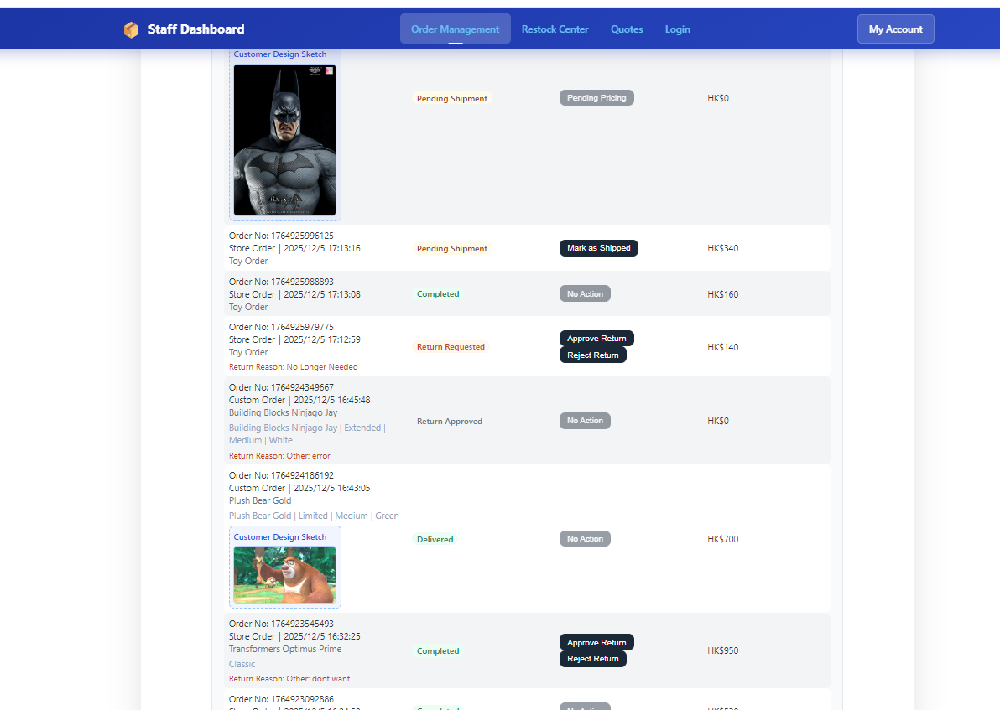 Staff Dashboard
Order Management
Restock Center
Quotes
Login
My Account
Customer Design Sketch
Pending Shipment
Pending Pricing
HK$0
Order No: 1764925996125
Store Order | 2025/12/5 17:13:16
Toy Order
Pending Shipment
Mark as Shipped
HK$340
Order No: 1764925988893
Store Order | 2025/12/5 17:13:08
Toy Order
Completed
No Action
HK$160
Order No: 1764925979775
Store Order | 2025/12/5 17:12:59
Toy Order
Return Reason: No Longer Needed
Return Requested
Approve Return
Reject Return
HK$140
Order No: 1764924349667
Custom Order | 2025/12/5 16:45:48
Building Blocks Ninjago Jay
Building Blocks Ninjago Jay | Extended |
Medium | White
Return Reason: Other: error
Return Approved
No Action
HK$0
Order No: 1764924186192
Custom Order | 2025/12/5 16:43:05
Plush Bear Gold
Plush Bear Gold | Limited | Medium | Green
Customer Design Sketch
Delivered
No Action
HK$700
Order No: 1764923545493
Store Order | 2025/12/5 16:32:25
Transformers Optimus Prime
Classic
Return Reason: Other: dont want
Completed
Approve Return
Reject Return
HK$950
Order No: 1764923092886